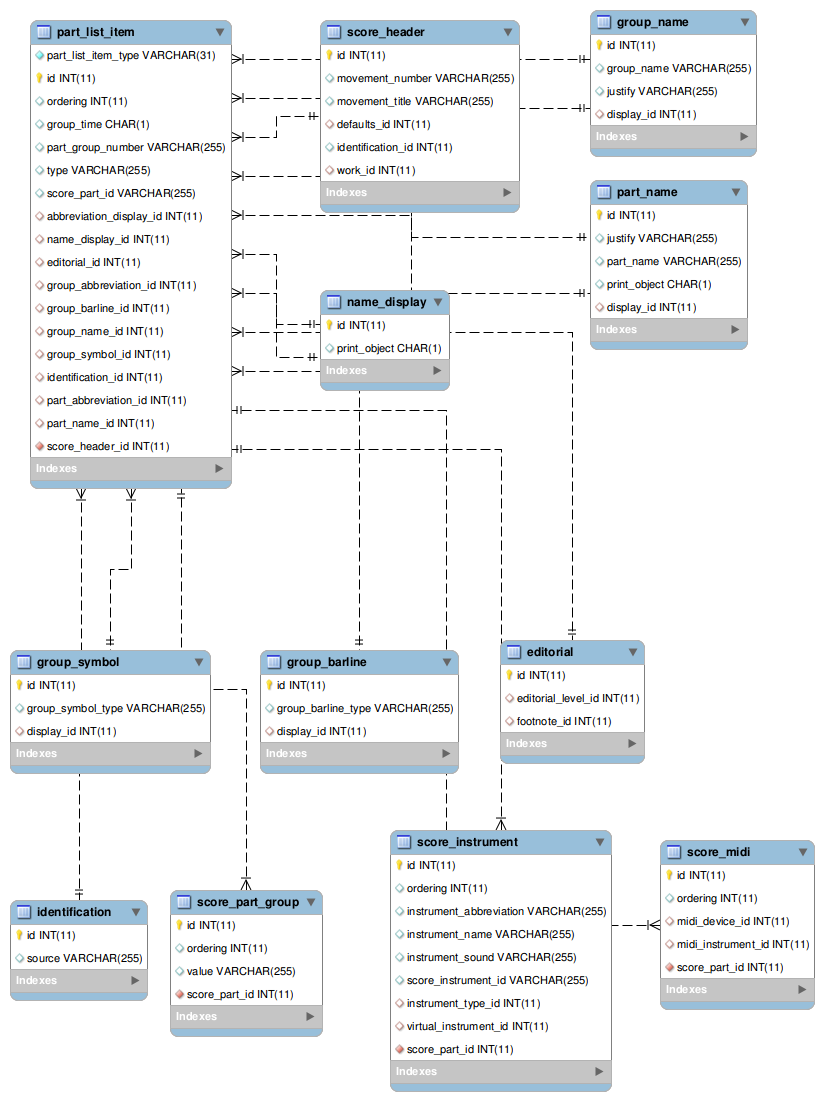 part_list_item
part_list_item_type VARCHAR(31)
id INT(11)
ordering INT(11)
group_time CHAR(1)
part_group_number VARCHAR(255)
type VARCHAR(255)
score_part_id VARCHAR(255)
abbreviation_display_id INT(11)
name_display_id INT(11)
editorial_id INT(11)
group_abbreviation_id INT(11)
group_barline_id INT(11)
group_name_id INT(11)
group_symbol_id INT(11)
identification_id INT(11)
part_abbreviation_id INT(11)
part_name_id INT(11)
score_header_id INT(11)
Indexes
score_header
id INT(11)
movement_number VARCHAR(255)
movement_title VARCHAR(255)
defaults_id INT(11)
identification_id INT(11)
work_id INT(11)
Indexes
group_name
id INT(11)
group_name VARCHAR(255)
justify VARCHAR(255)
display_id INT(11)
Indexes
part_name
id INT(11)
justify VARCHAR(255)
part_name VARCHAR(255)
print_object CHAR(1)
display_id INT(11)
Indexes
name_display
id INT(11)
print_object CHAR(1)
Indexes
group_symbol
id INT(11)
group_symbol_type VARCHAR(255)
display_id INT(11)
Indexes
group_barline
id INT(11)
group_barline_type VARCHAR(255)
display_id INT(11)
Indexes
editorial
id INT(11)
editorial_level_id INT(11)
footnote_id INT(11)
Indexes
identification
id INT(11)
source VARCHAR(255)
Indexes
score_part_group
id INT(11)
ordering INT(11)
value VARCHAR(255)
score_part_id INT(11)
Indexes
score_instrument
id INT(11)
ordering INT(11)
instrument_abbreviation VARCHAR(255)
instrument_name VARCHAR(255)
instrument_sound VARCHAR(255)
score_instrument_id VARCHAR(255)
instrument_type_id INT(11)
virtual_instrument_id INT(11)
score_part_id INT(11)
Indexes
score_midi
id INT(11)
ordering INT(11)
midi_device_id INT(11)
midi_instrument_id INT(11)
score_part_id INT(11)
Indexes